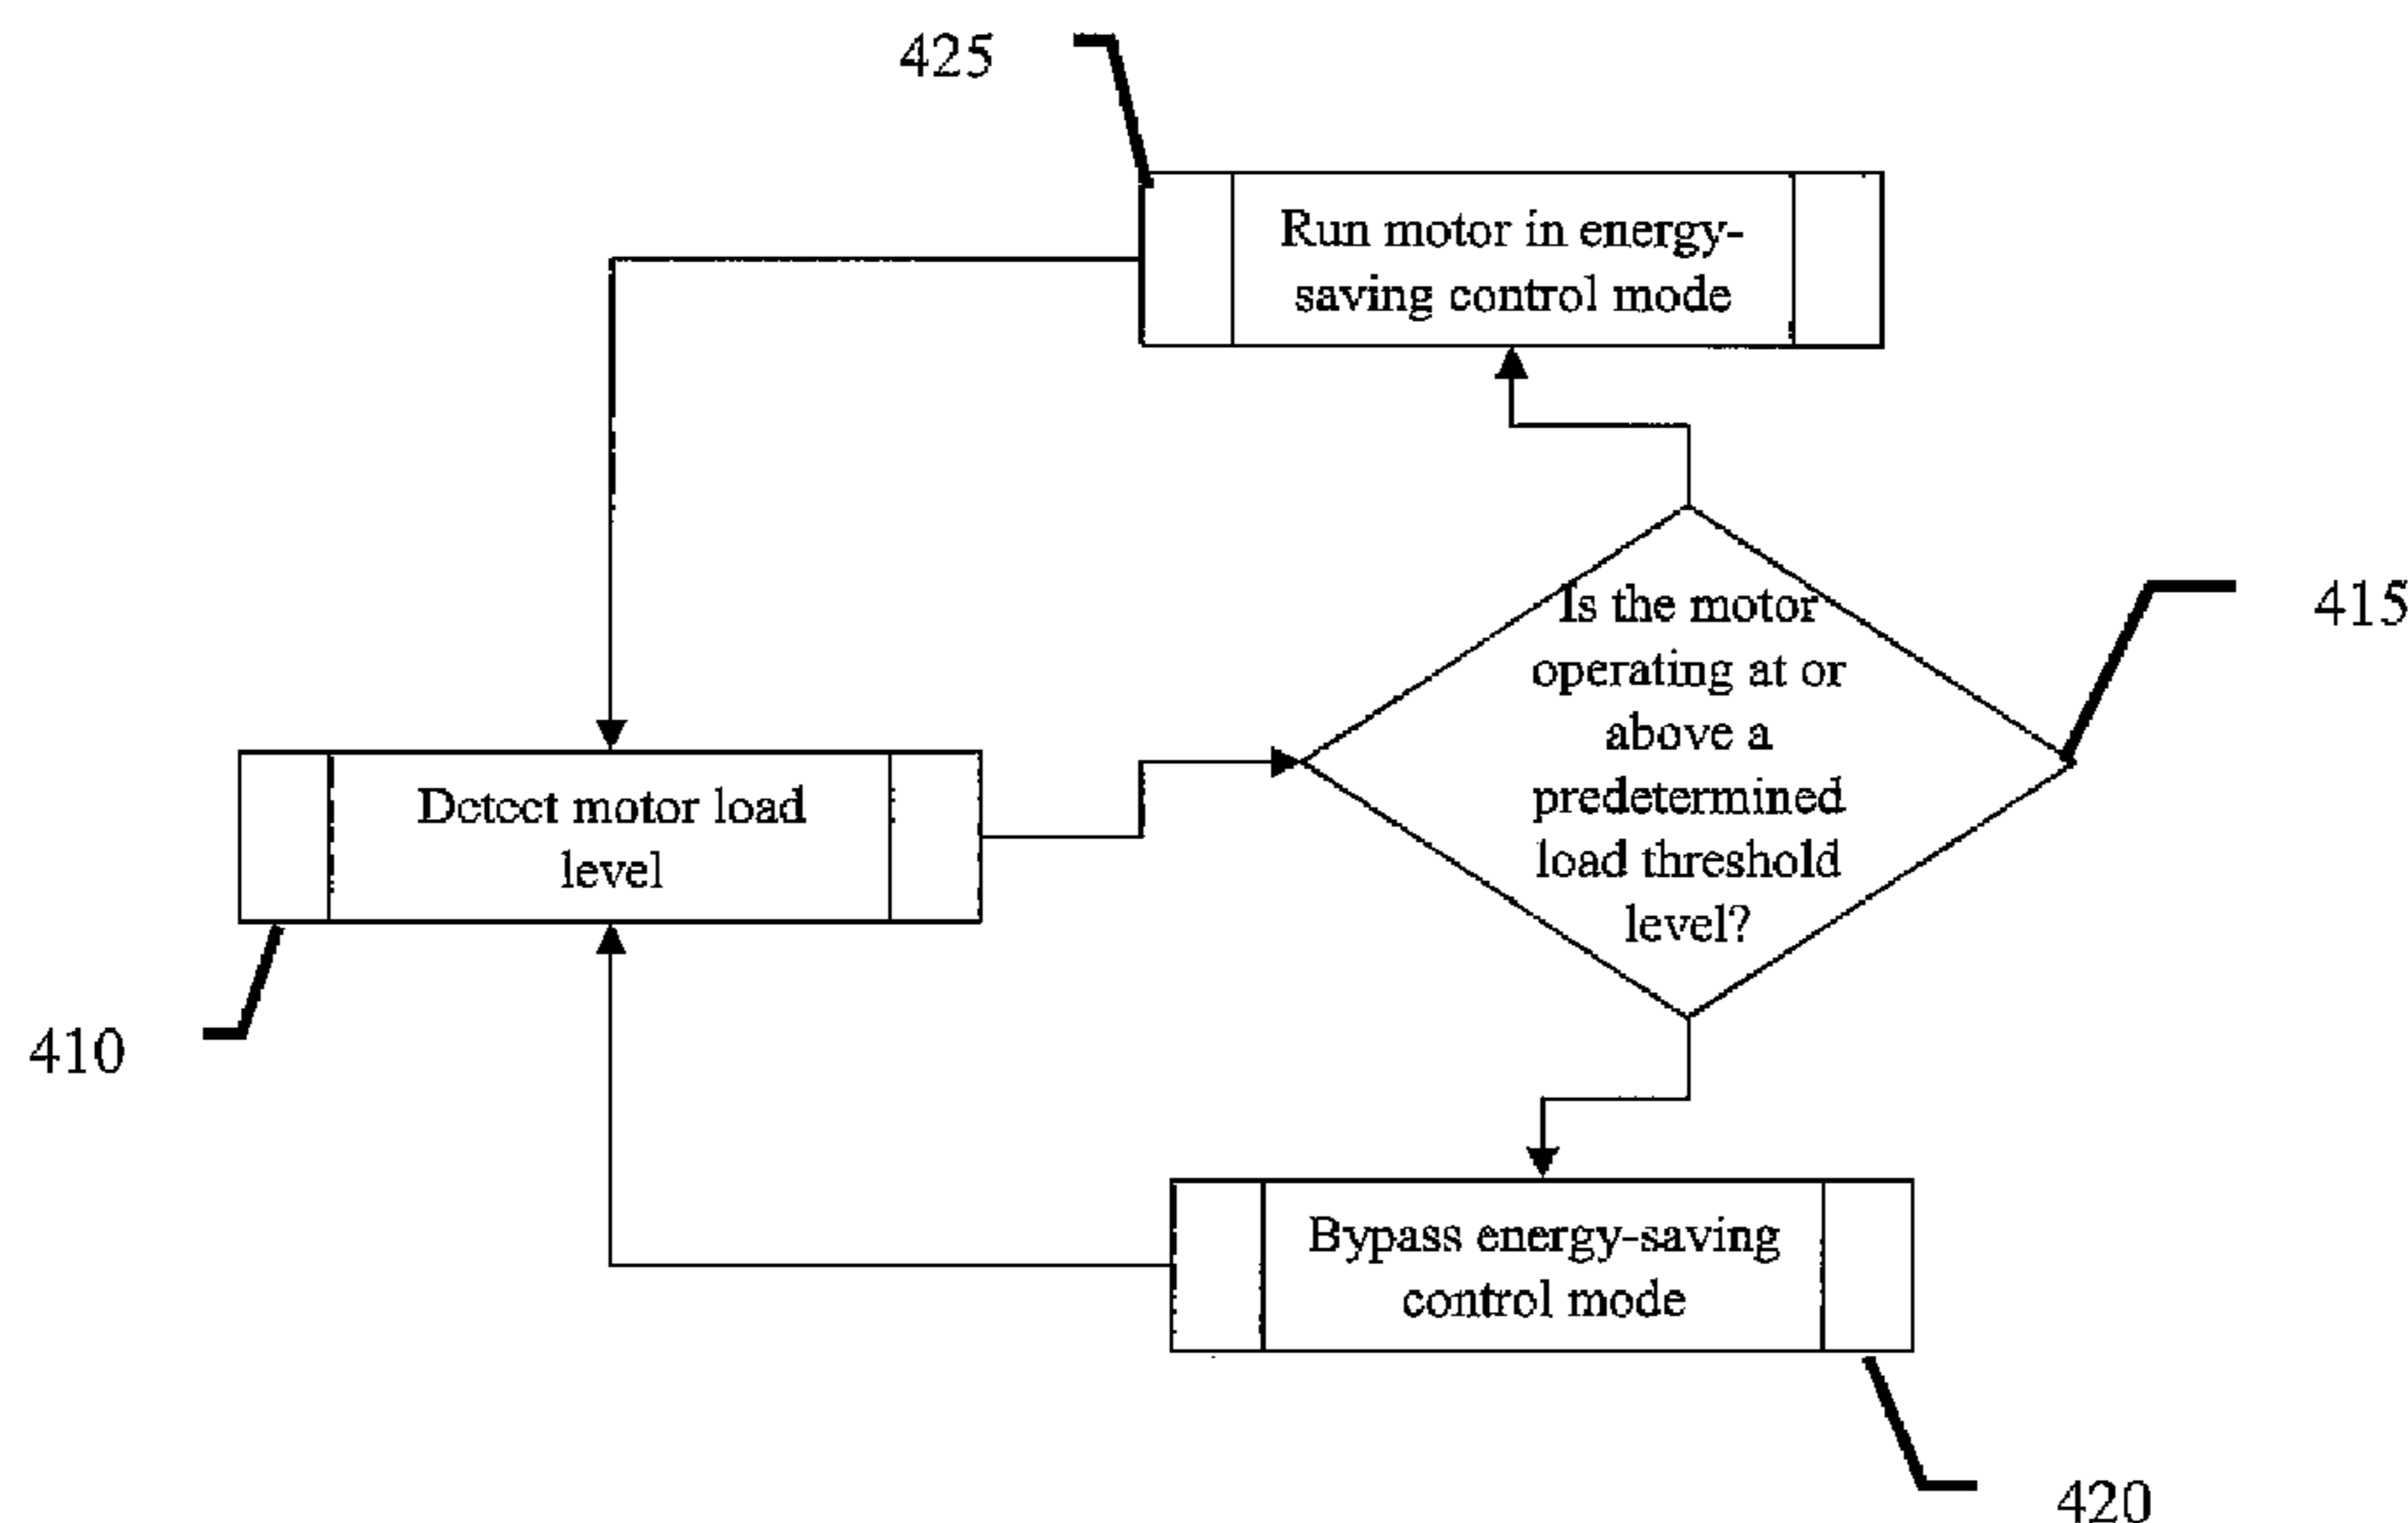 425
Run motor in energy-
saving control mode
415
Is the motor
operating at or
above a
predetermined
load threshold
level?
Detect motor load
level
410
Bypass energy-saving
control mode
420